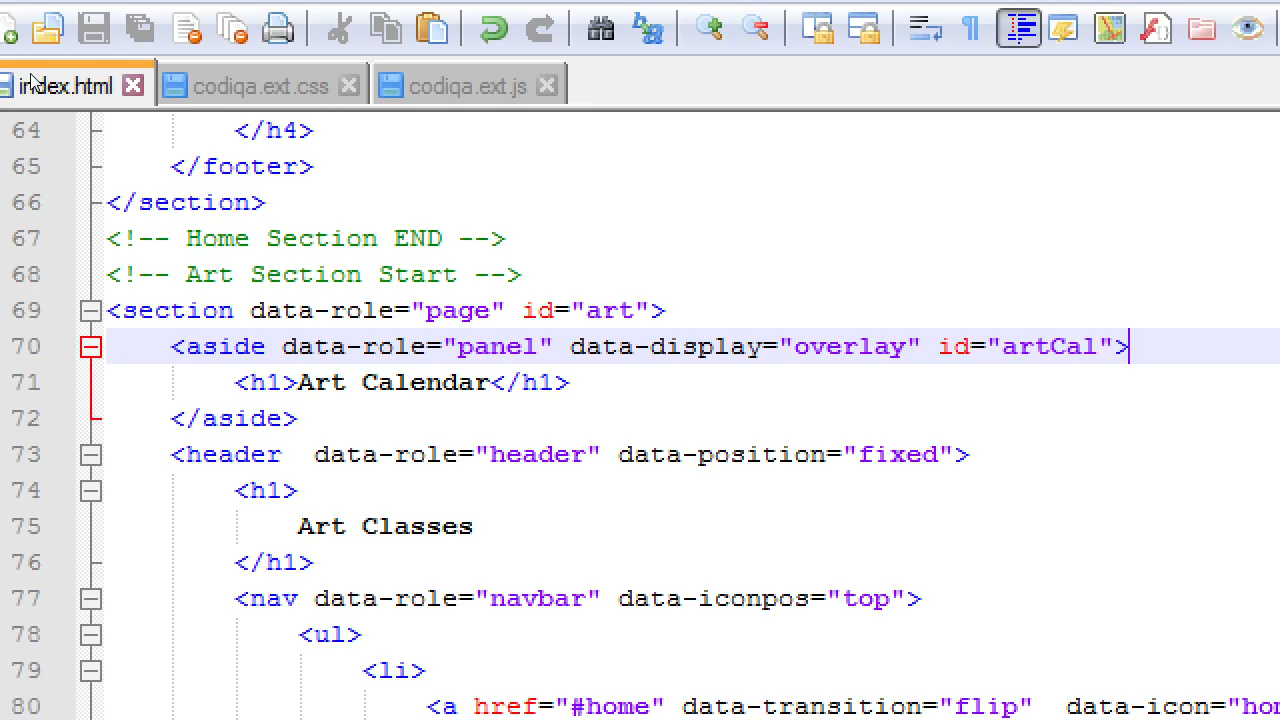 index.html codiqa.ext.css codiqa.ext.js
64 </h4>
65 </footer>
66 </section>
67 <!-- Home Section END -->
68 <!-- Art Section Start -->
69 <section data-role="page" id="art">
70 <aside data-role="panel" data-display="overlay" id="artCal">
71 <h1>Art Calendar</h1>
72 </aside>
73 <header  data-role="header" data-position="fixed">
74 <h1>
75 Art Classes
76 </h1>
77 <nav data-role="navbar" data-iconpos="top">
78 <ul>
79 <li>
80 <a href="#home" data-transition="flip"  data-icon="hor